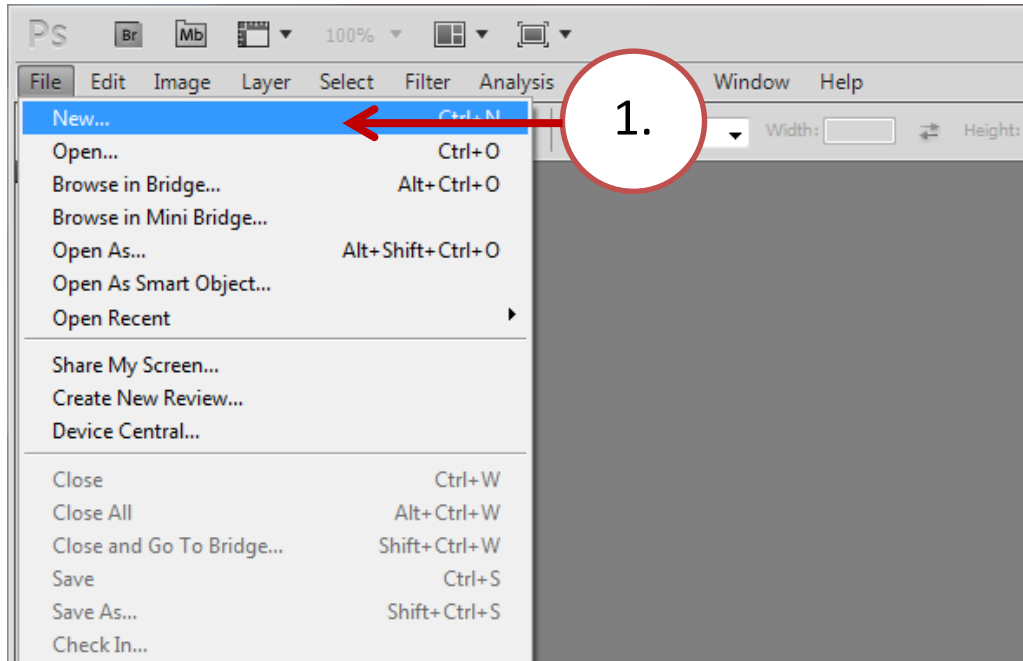 Ps Br Mb 100%
File Edit Image Layer Select Filter Analysis Window Help
1.
Width: Height:
New... Ctrl+N
Open... Ctrl+O
Browse in Bridge... Alt+Ctrl+O
Browse in Mini Bridge...
Open As... Alt+Shift+Ctrl+O
Open As Smart Object...
Open Recent
Share My Screen...
Create New Review...
Device Central...
Close Ctrl+W
Close All Alt+Ctrl+W
Close and Go To Bridge... Shift+Ctrl+W
Save Ctrl+S
Save As... Shift+Ctrl+S
Check In...